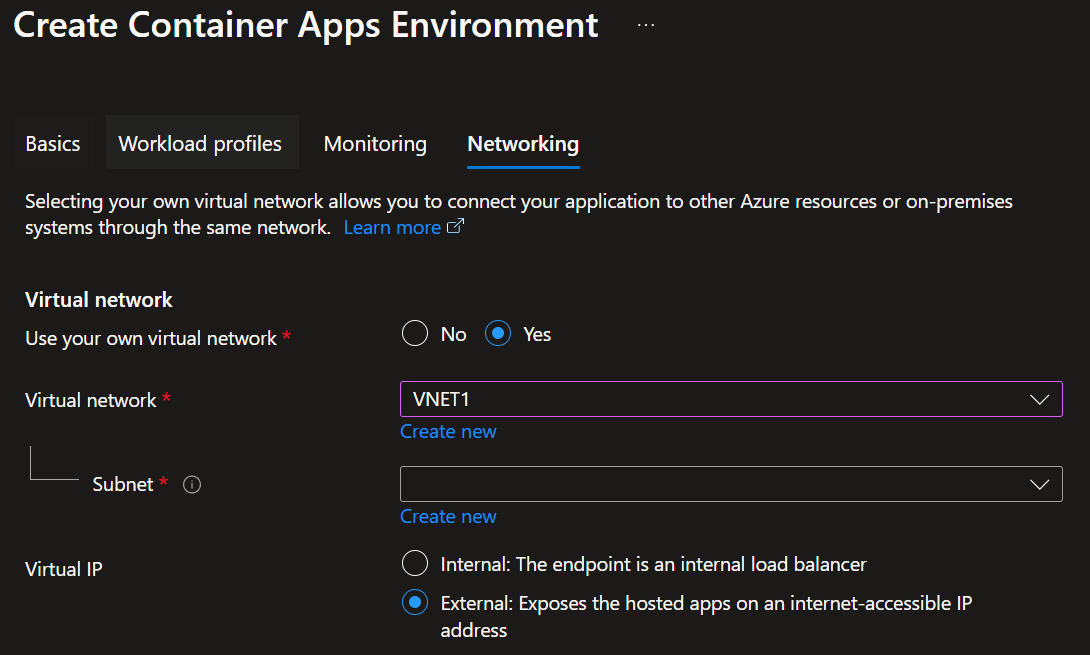 Create Container Apps Environment ...
Basics Workload profiles Monitoring Networking
Selecting your own virtual network allows you to connect your application to other Azure resources or on-premises
systems through the same network. Learn more
Virtual network
Use your own virtual network * No Yes
Virtual network * VNET1
Create new
Subnet *
Create new
Virtual IP Internal: The endpoint is an internal load balancer
External: Exposes the hosted apps on an internet-accessible IP
address